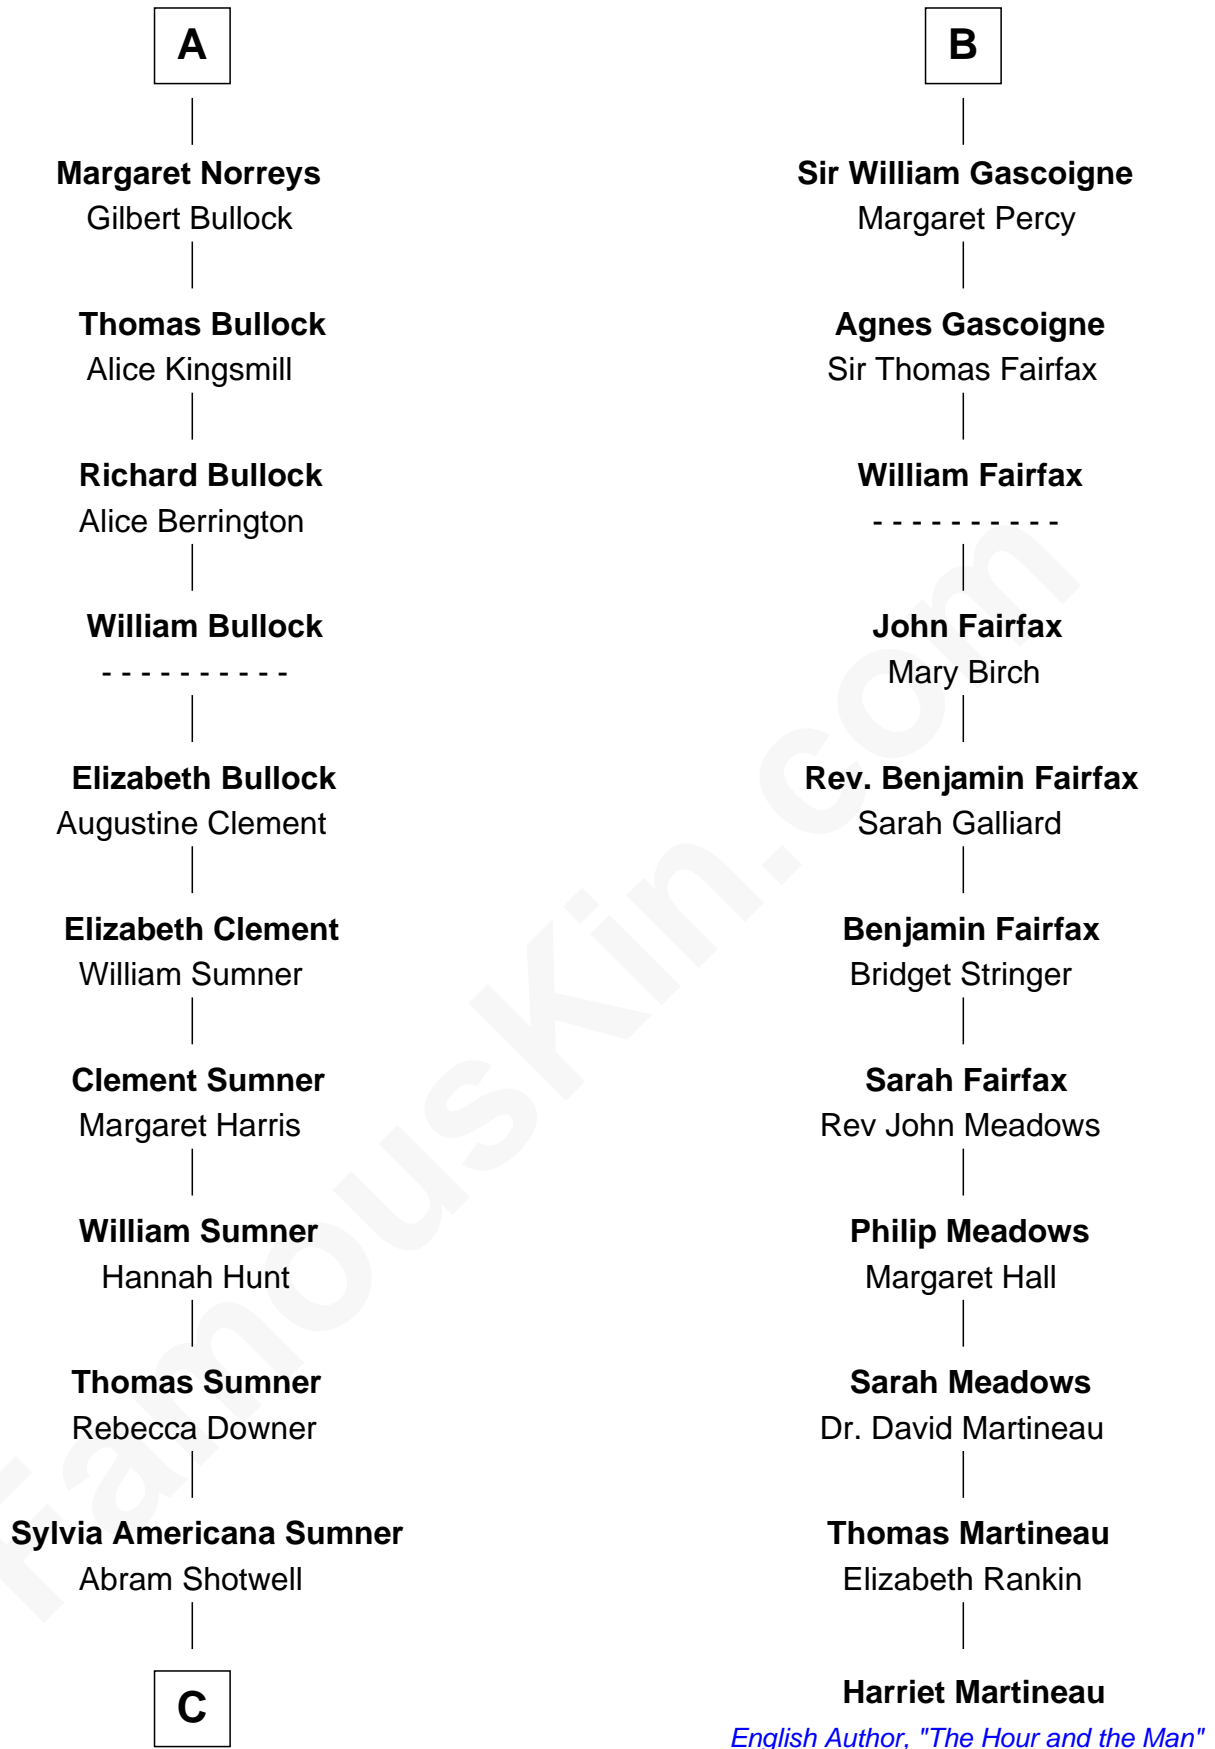 A
Margaret Norreys
Gilbert Bullock
Thomas Bullock
Alice Kingsmill
Richard Bullock
Alice Berrington
William Bullock
- - - - - - - - - -
Elizabeth Bullock
Augustine Clement
Elizabeth Clement
William Sumner
Clement Sumner
Margaret Harris
William Sumner
Hannah Hunt
Thomas Sumner
Rebecca Downer
Sylvia Americana Sumner
Abram Shotwell
C
B
Sir William Gascoigne
Margaret Percy
Agnes Gascoigne
Sir Thomas Fairfax
William Fairfax
- - - - - - - - - -
John Fairfax
Mary Birch
Rev. Benjamin Fairfax
Sarah Galliard
Benjamin Fairfax
Bridget Stringer
Sarah Fairfax
Rev John Meadows
Philip Meadows
Margaret Hall
Sarah Meadows
Dr. David Martineau
Thomas Martineau
Elizabeth Rankin
Harriet Martineau
English Author, "The Hour and the Man"
FamousKin.com